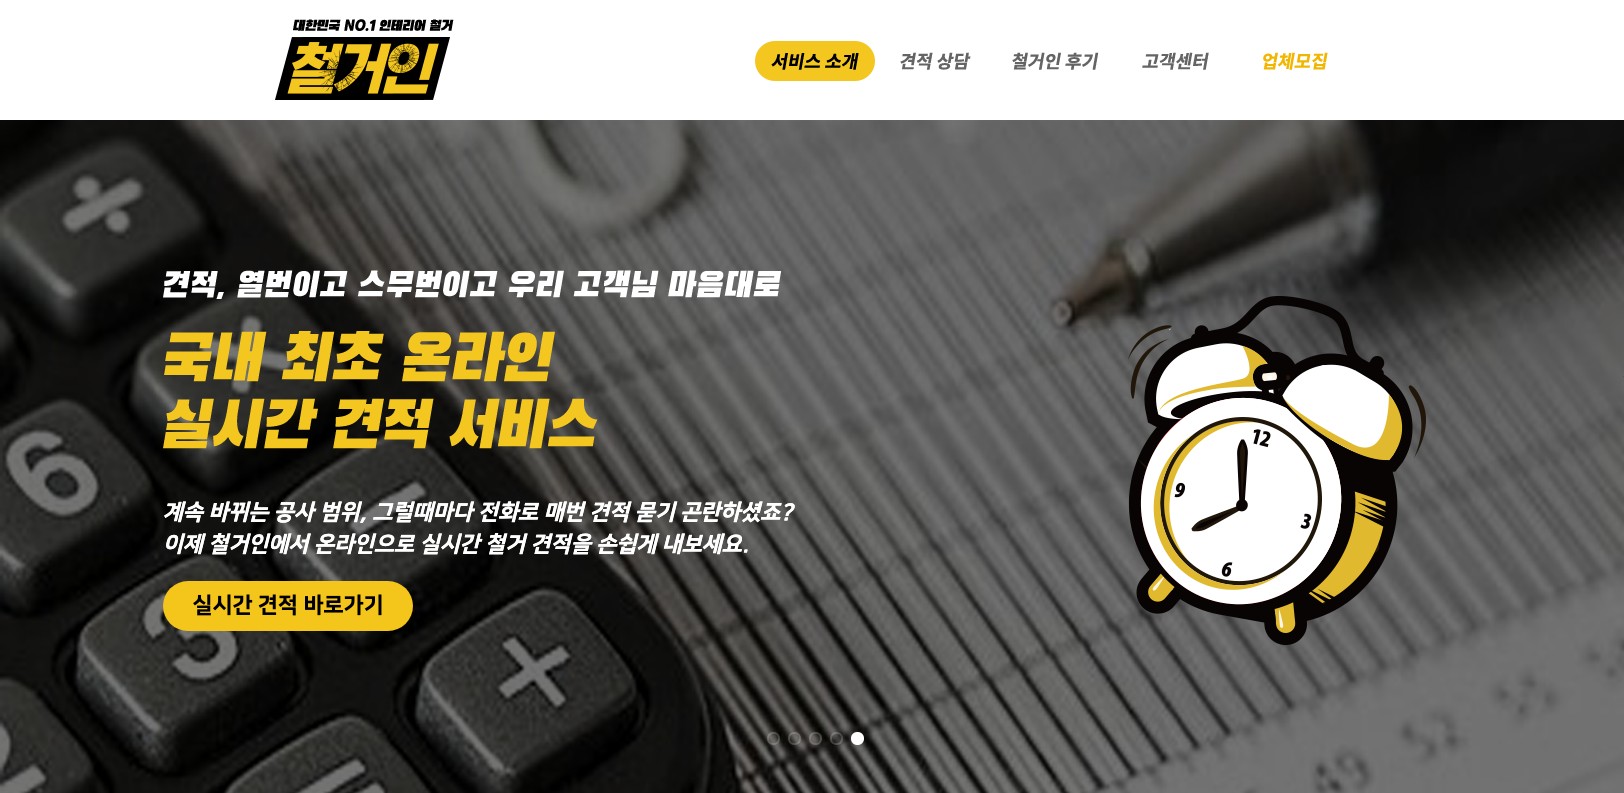 대한민국 NO.1 인테리어 철거
철거인
서비스 소개
견적 상담
철거인 후기
고객센터
업체모집
견적, 열번이고 스무번이고 우리 고객님 마음대로
국내 최초 온라인
실시간 견적 서비스
계속 바뀌는 공사 범위, 그럴때마다 전화로 매번 견적 묻기 곤란하셨죠?
이제 철거인에서 온라인으로 실시간 철거 견적을 손쉽게 내보세요.
실시간 견적 바로가기
÷
6
3
+
12
9
3
6
49
52
53